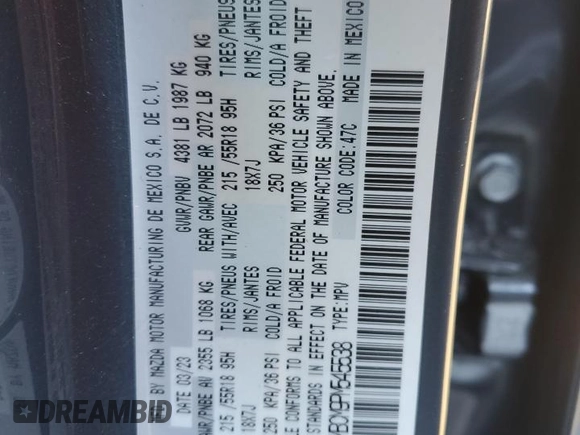 BY MAZDA MOTOR MANUFACTURING DE MEXICO S.A. DE C.V.
DATE 03/23 GVWR/PNBV 4381 LB 1987 KG
GAWR/PNBE AV 2355 LB 1068 KG REAR GAWR/PNBE AR 2072 LB 940 KG
215 /55R18 95H TIRES/PNEUS WITH/AVEC 215 /55R18 95H TIRES/PNEUS
18X7J RIMS/JANTES 18X7J RIMS/JANTES
250 KPA/36 PSI COLD/A FROID 250 KPA/36 PSI COLD/A FROID
CONFORMS TO ALL APPLICABLE FEDERAL MOTOR VEHICLE SAFETY AND THEFT
STANDARDS IN EFFECT ON THE DATE OF MANUFACTURE SHOWN ABOVE.
TYPE:MPV COLOR CODE:47C MADE IN MEXICO
DREAMBID